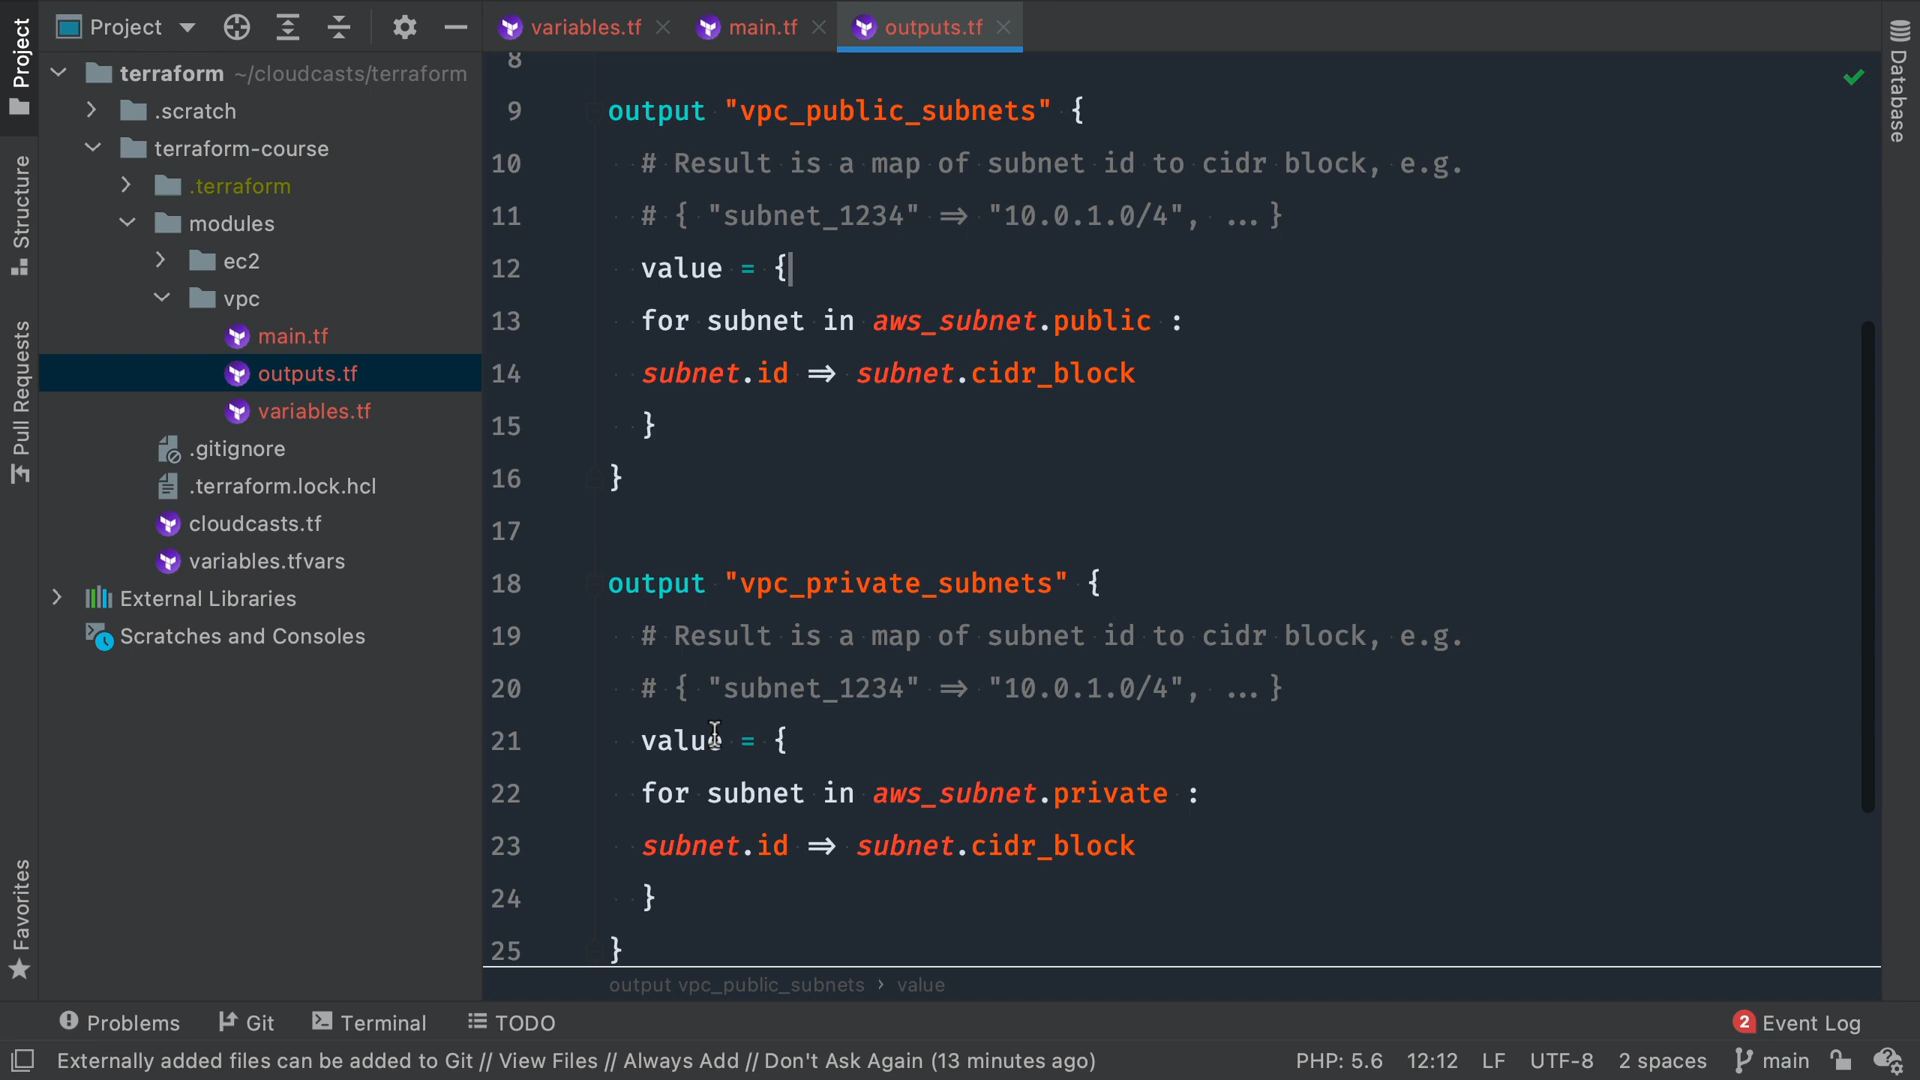 Project
variables.tf
main.tf
outputs.tf
Project
Structure
Pull Requests
Favorites
terraform ~/cloudcasts/terraform
.scratch
terraform-course
.terraform
modules
ec2
vpc
main.tf
outputs.tf
variables.tf
.gitignore
.terraform.lock.hcl
cloudcasts.tf
variables.tfvars
External Libraries
Scratches and Consoles
8
9 output "vpc_public_subnets" {
10 # Result is a map of subnet id to cidr block, e.g.
11 # { "subnet_1234" => "10.0.1.0/4", ...}
12 value = {
13 for subnet in aws_subnet.public :
14 subnet.id => subnet.cidr_block
15 }
16 }
17
18 output "vpc_private_subnets" {
19 # Result is a map of subnet id to cidr block, e.g.
20 # { "subnet_1234" => "10.0.1.0/4", ...}
21 value = {
22 for subnet in aws_subnet.private :
23 subnet.id => subnet.cidr_block
24 }
25 }
output vpc_public_subnets › value
Database
Problems
Git
Terminal
TODO
2 Event Log
Externally added files can be added to Git // View Files // Always Add // Don't Ask Again (13 minutes ago)
PHP: 5.6
12:12
LF
UTF-8
2 spaces
main